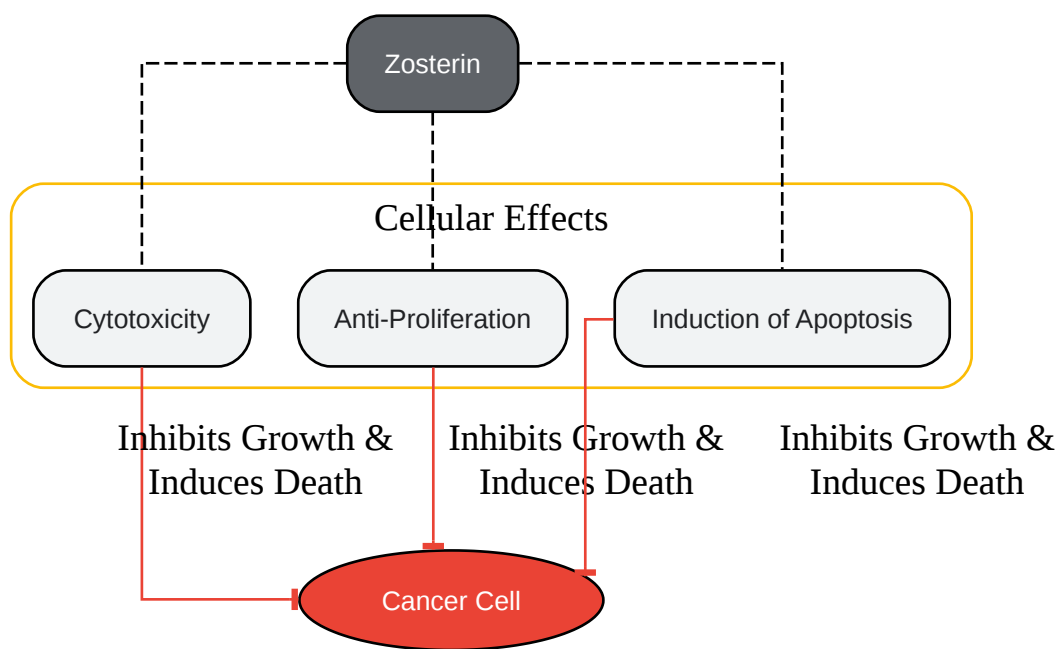 Zosterin
Cellular Effects
Cytotoxicity
Anti-Proliferation
Induction of Apoptosis
Inhibits Growth &
Induces Death
Inhibits Growth &
Induces Death
Inhibits Growth &
Induces Death
Cancer Cell